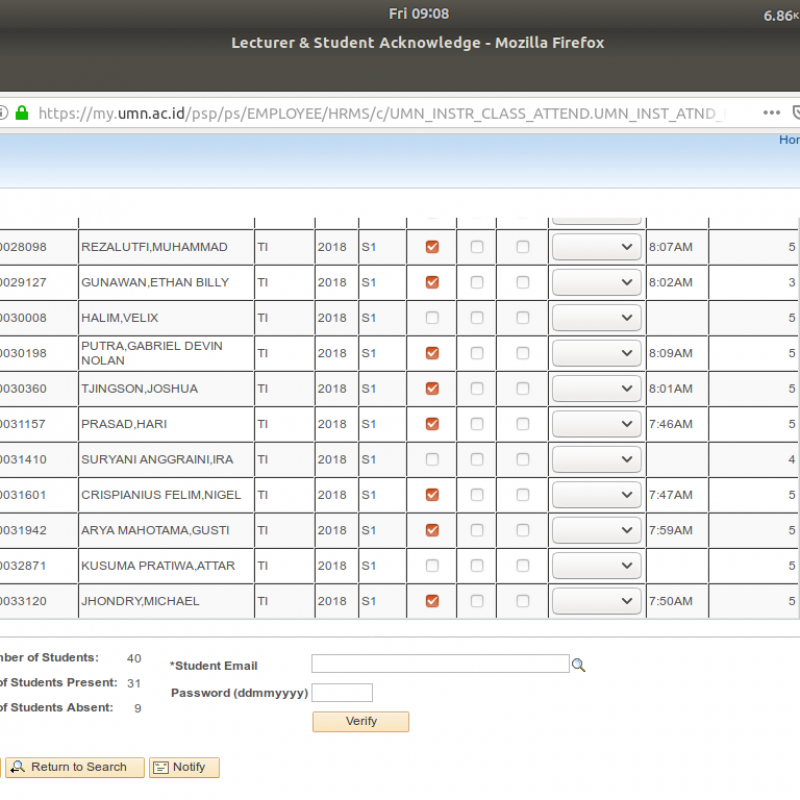 Fri 09:08
6.86K
Lecturer & Student Acknowledge - Mozilla Firefox
https://my.umn.ac.id/psp/ps/EMPLOYEE/HRMS/c/UMN_INSTR_CLASS_ATTEND.UMN_INST_ATND_
Hor
0028098 REZALUTFI,MUHAMMAD TI 2018 S1 8:07AM 5
0029127 GUNAWAN,ETHAN BILLY TI 2018 S1 8:02AM 3
0030008 HALIM,VELIX TI 2018 S1 5
0030198 PUTRA,GABRIEL DEVIN NOLAN TI 2018 S1 8:09AM 5
0030360 TJINGSON,JOSHUA TI 2018 S1 8:01AM 5
0031157 PRASAD,HARI TI 2018 S1 7:46AM 5
0031410 SURYANI ANGGRAINI,IRA TI 2018 S1 4
0031601 CRISPIANIUS FELIM,NIGEL TI 2018 S1 7:47AM 5
0031942 ARYA MAHOTAMA,GUSTI TI 2018 S1 7:59AM 5
0032871 KUSUMA PRATIWA,ATTAR TI 2018 S1 5
0033120 JHONDRY,MICHAEL TI 2018 S1 7:50AM 5
nber of Students: 40
of Students Present: 31
of Students Absent: 9
*Student Email
Password (ddmmyyyy)
Verify
Return to Search
Notify